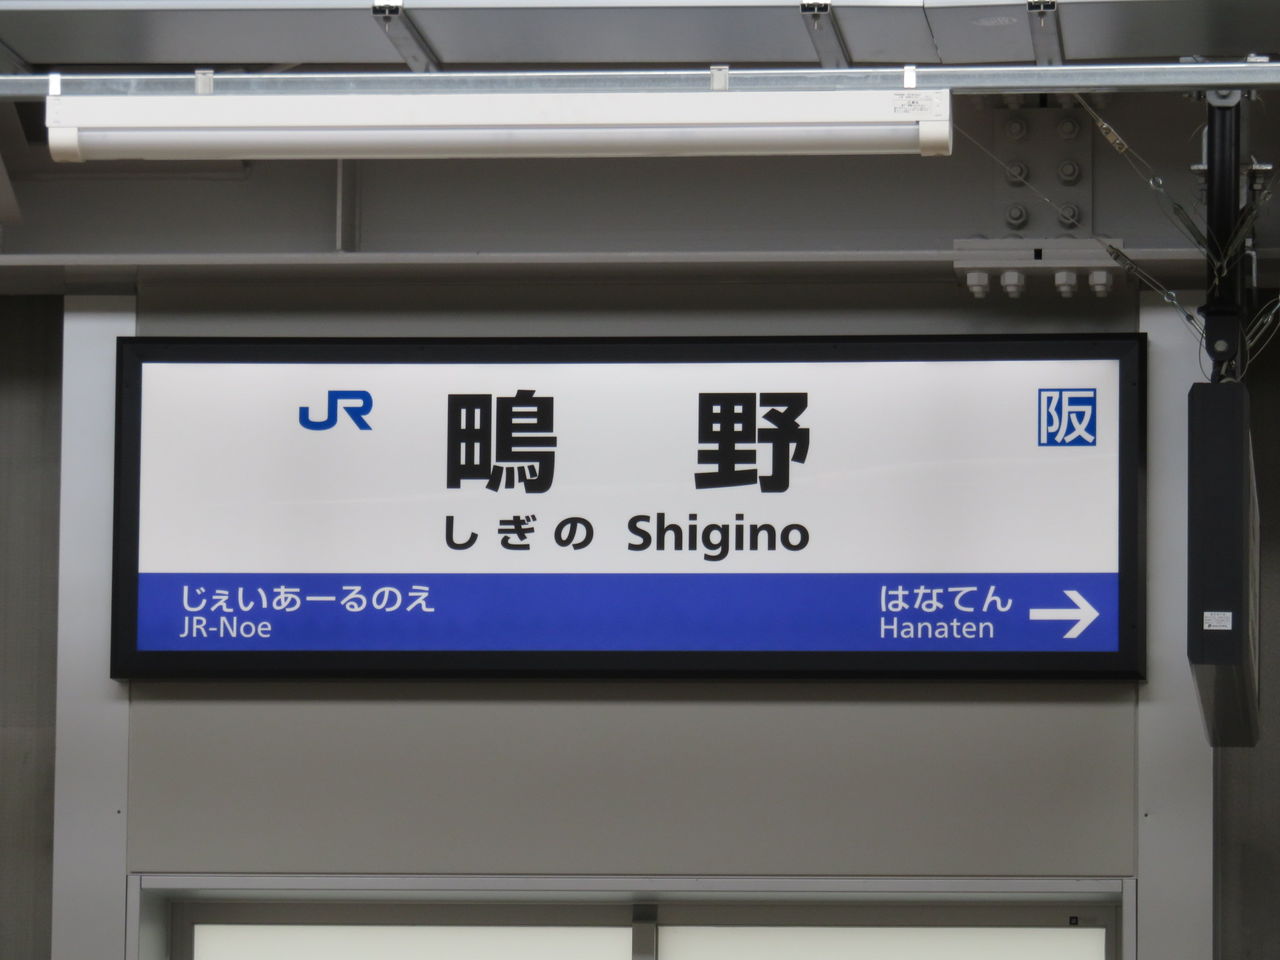 JR
鴫野
阪
しぎの Shigino
じぇいあーるのえ
JR-Noe
はなてん
Hanaten